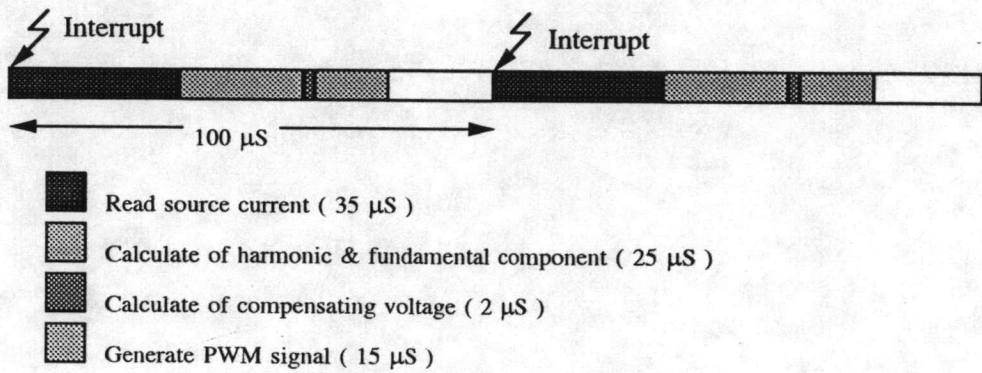 Interrupt
Interrupt
100 μS
Read source current ( 35 μS )
Calculate of harmonic & fundamental component ( 25 μS )
Calculate of compensating voltage ( 2 μS )
Generate PWM signal ( 15 μS )